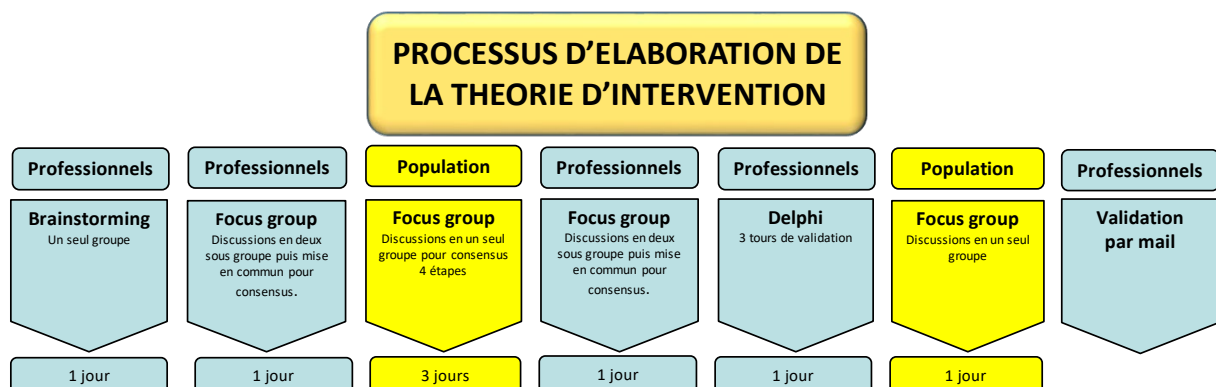 PROCESSUS D'ELABORATION DE
LA THEORIE D'INTERVENTION
Professionnels
Brainstorming
Un seul groupe
1 jour
Professionnels
Focus group
Discussions en deux
sous groupe puis mise
en commun pour
consensus.
1 jour
Population
Focus group
Discussions en un seul
groupe pour consensus
4 étapes
3 jours
Professionnels
Focus group
Discussions en deux
sous groupe puis mise
en commun pour
consensus.
1 jour
Professionnels
Delphi
3 tours de validation
1 jour
Population
Focus group
Discussions en un seul
groupe
1 jour
Professionnels
Validation
par mail